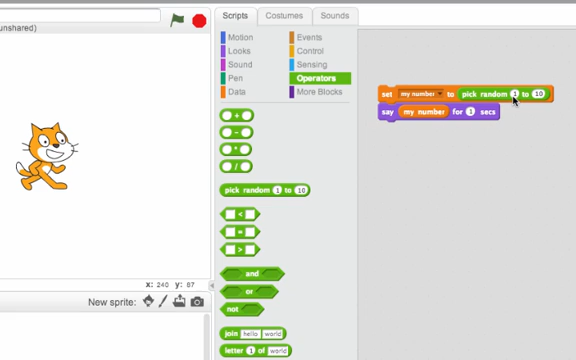 unshared)
Scripts
Costumes
Sounds
Motion
Events
Looks
Control
Sound
Sensing
Pen
Operators
Data
More Blocks
+
-
*
/
pick random 1 to 10
<
=
>
and
or
not
join hello world
letter 1 of world
set my number to pick random 1 to 10
say my number for 1 secs
x: 240 y: 87
New sprite: